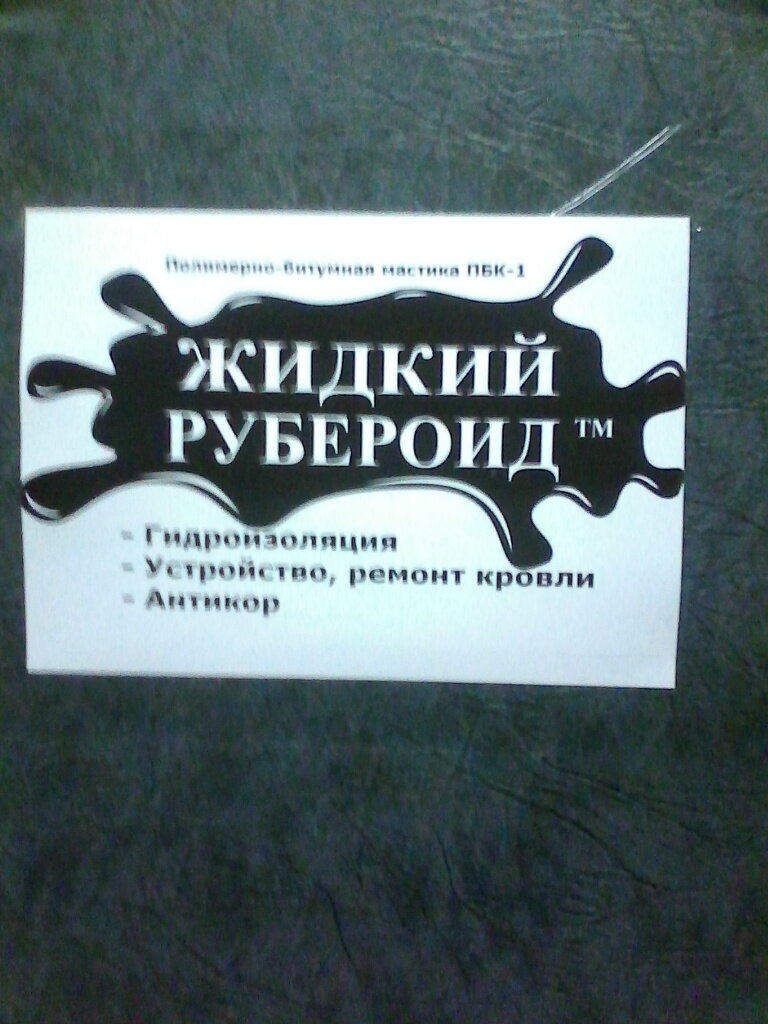 Полимерно-битумная мастика ПБК-1
ЖИДКИЙ
РУБЕРОИД ™
- Гидроизоляция
- Устройство, ремонт кровли
- Антикор